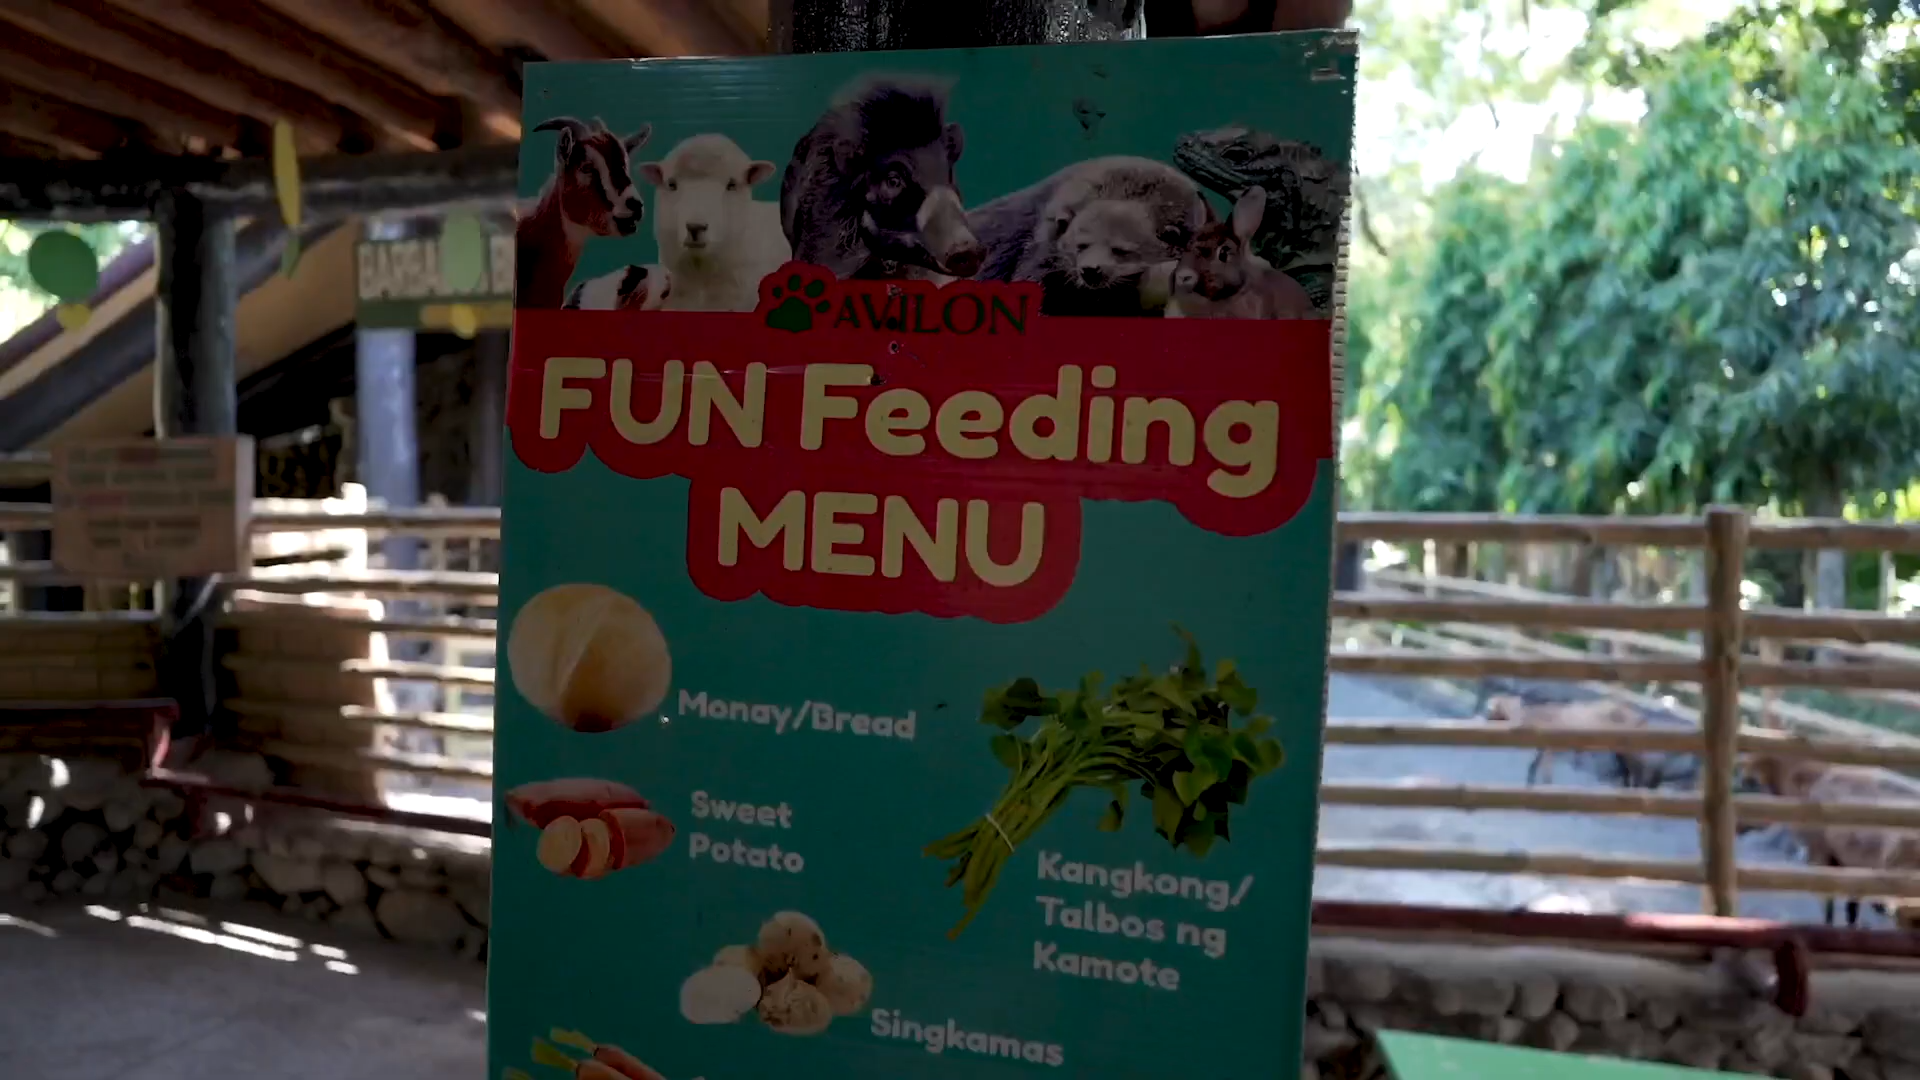 AVILON
FUN Feeding
MENU
Monay/Bread
Sweet
Potato
Kangkong/
Talbos ng
Kamote
Singkamas